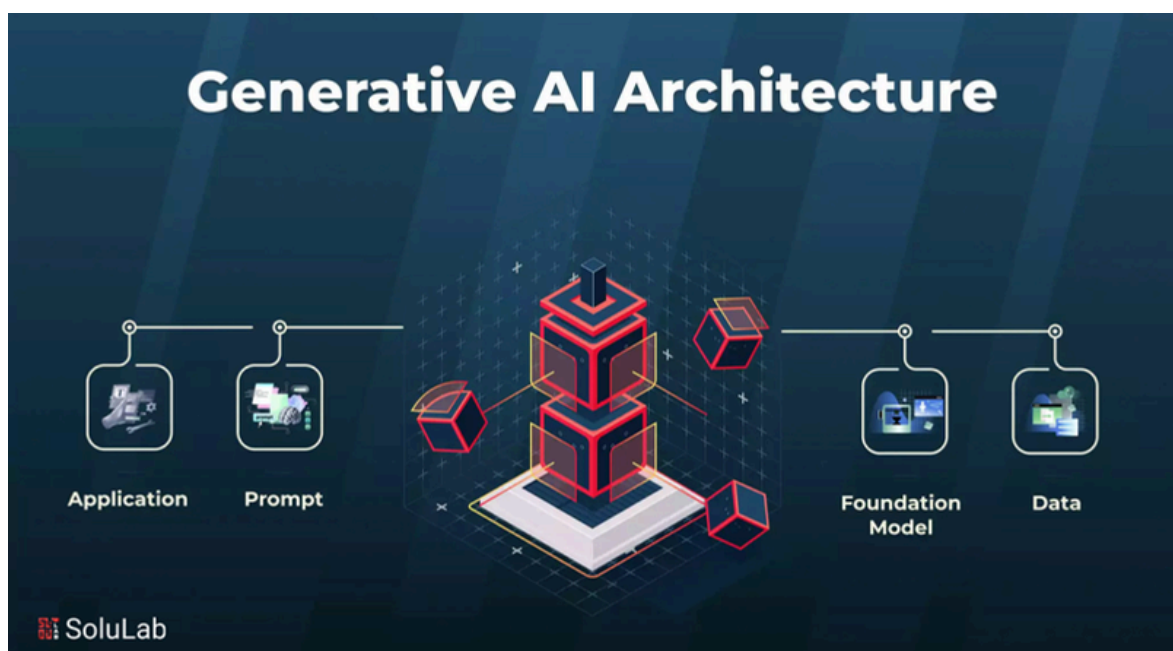 Generative AI Architecture
Application
Prompt
Foundation
Model
Data
SoluLab